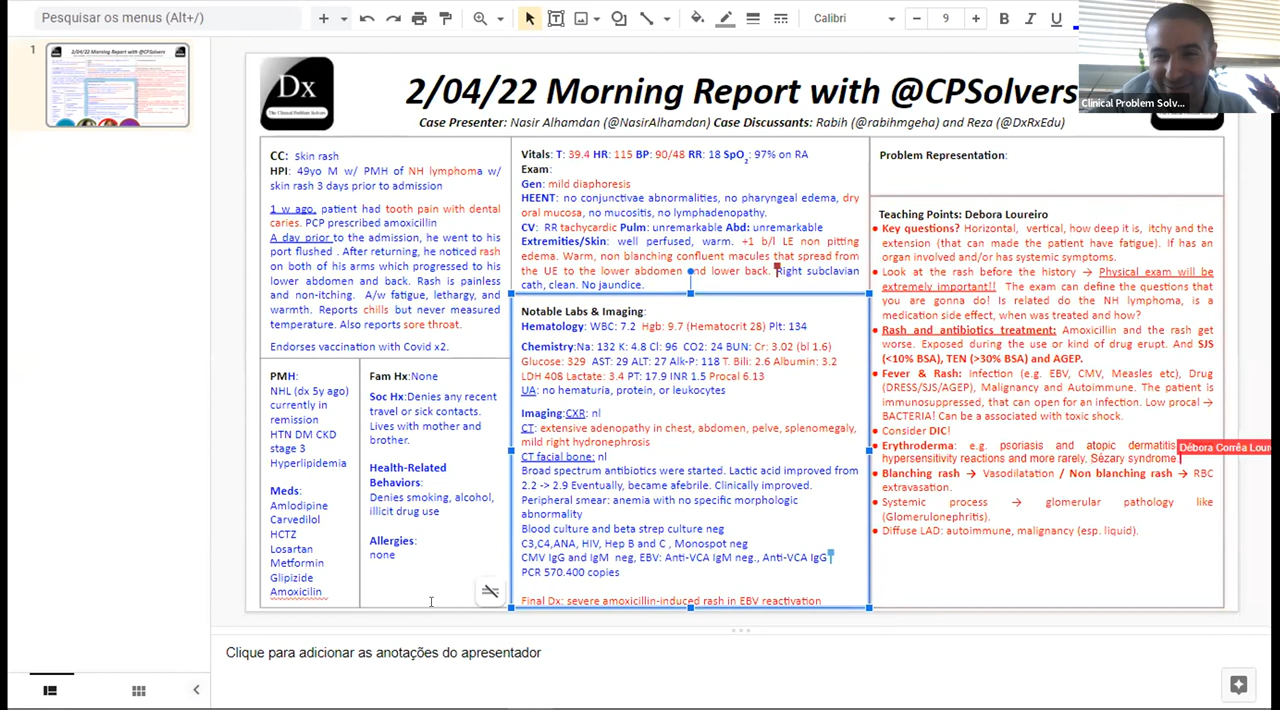 Pesquisar os menus (Alt+/)
Calibri
9
B
I
U
Clinical Problem Solv...
1
2/04/22 Morning Report with @CPSolvers
Dx
The Clinical Problem Solvers
2/04/22 Morning Report with @CPSolvers
Case Presenter: Nasir Alhamdan (@NasirAlhamdan) Case Discussants: Rabih (@rabihmgeha) and Reza (@DxRxEdu)
CC: Skin rash
HPI: 49yo M w/ PMH of NH lymphoma w/
skin rash 3 days prior to admission
1 w ago, patient had tooth pain with dental
caries. PCP prescribed amoxicillin
A day prior to the admission, he went to his
port flushed . After returning, he noticed rash
on both of his arms which progressed to his
lower abdomen and back. Rash is painless
and non-itching. A/w fatigue, lethargy, and
warmth. Reports chills but never measured
temperature. Also reports sore throat.
Endorses vaccination with Covid x2.
PMH:
NHL (dx 5y ago)
currently in
remission
HTN DM CKD
stage 3
Hyperlipidemia
Meds:
Amlodipine
Carvedilol
HCTZ
Losartan
Metformin
Glipizide
Amoxicilin
Fam Hx:None
Soc Hx:Denies any recent
travel or sick contacts.
Lives with mother and
brother.
Health-Related
Behaviors:
Denies smoking, alcohol,
illicit drug use
Allergies:
none
Vitals: T: 39.4 HR: 115 BP: 90/48 RR: 18 SpO2: 97% on RA
Exam:
Gen: mild diaphoresis
HEENT: no conjunctivae abnormalities, no pharyngeal edema, dry
oral mucosa, no mucositis, no lymphadenopathy.
CV: RR tachycardic Pulm: unremarkable Abd: unremarkable
Extremities/Skin: well perfused, warm. +1 b/l LE non pitting
edema. Warm, non blanching confluent macules that spread from
the UE to the lower abdomen and lower back. Right subclavian
cath, clean. No jaundice.
Notable Labs & Imaging:
Hematology: WBC: 7.2 Hgb: 9.7 (Hematocrit 28) Plt: 134
Chemistry:Na: 132 K: 4.8 Cl: 96 CO2: 24 BUN: Cr: 3.02 (bl 1.6)
Glucose: 329 AST: 29 ALT: 27 Alk-P: 118 T. Bili: 2.6 Albumin: 3.2
LDH 408 Lactate: 3.4 PT: 17.9 INR 1.5 Procal 6.13
UA: no hematuria, protein, or leukocytes
Imaging:CXR: nl
CT: extensive adenopathy in chest, abdomen, pelve, splenomegaly,
mild right hydronephrosis
CT facial bone: nl
Broad spectrum antibiotics were started. Lactic acid improved from
2.2 -> 2.9 Eventually, became afebrile. Clinically improved.
Peripheral smear: anemia with no specific morphologic
abnormality
Blood culture and beta strep culture neg
C3,C4,ANA, HIV, Hep B and C , Monospot neg
CMV IgG and IgM neg, EBV: Anti-VCA IgM neg., Anti-VCA IgG
PCR 570.400 copies
Final Dx: severe amoxicillin-induced rash in EBV reactivation
Problem Representation:
Teaching Points: Debora Loureiro
Key questions? Horizontal, vertical, how deep it is, itchy and the
extension (that can made the patient have fatigue). If has an
organ involved and/or has systemic symptoms.
Look at the rash before the history → Physical exam will be
extremely important!! The exam can define the questions that
you are gonna do! Is related do the NH lymphoma, is a
medication side effect, when was treated and how?
Rash and antibiotics treatment: Amoxicillin and the rash get
worse. Exposed during the use or kind of drug erupt. And SJS
(<10% BSA), TEN (>30% BSA) and AGEP.
Fever & Rash: Infection (e.g. EBV, CMV, Measles etc), Drug
(DRESS/SJS/AGEP), Malignancy and Autoimmune. The patient is
immunosuppressed, that can open for an infection. Low procal →
BACTERIA! Can be a associated with toxic shock.
Consider DIC!
Erythroderma: e.g. psoriasis and atopic dermatitis
hypersensitivity reactions and more rarely, Sézary syndrome.
Débora Corrêa Lour
Blanching rash → Vasodilatation / Non blanching rash → RBC
extravasation.
Systemic process → glomerular pathology like
(Glomerulonephritis).
Diffuse LAD: autoimmune, malignancy (esp. liquid).
Clique para adicionar as anotações do apresentador